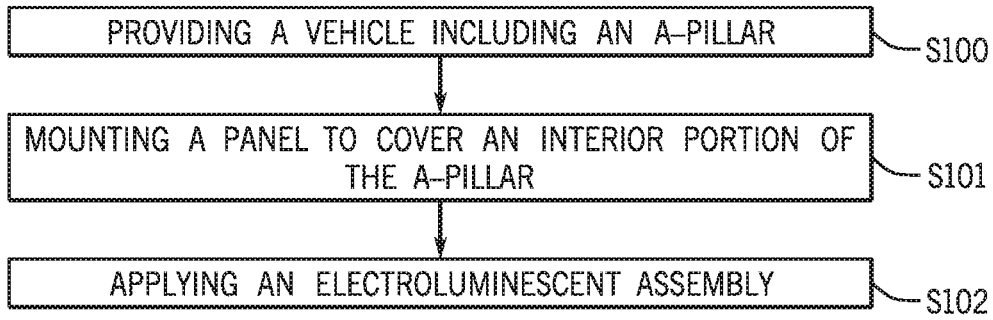 PROVIDING A VEHICLE INCLUDING AN A-PILLAR
S100
MOUNTING A PANEL TO COVER AN INTERIOR PORTION OF
THE A-PILLAR
S101
APPLYING AN ELECTROLUMINESCENT ASSEMBLY
S102